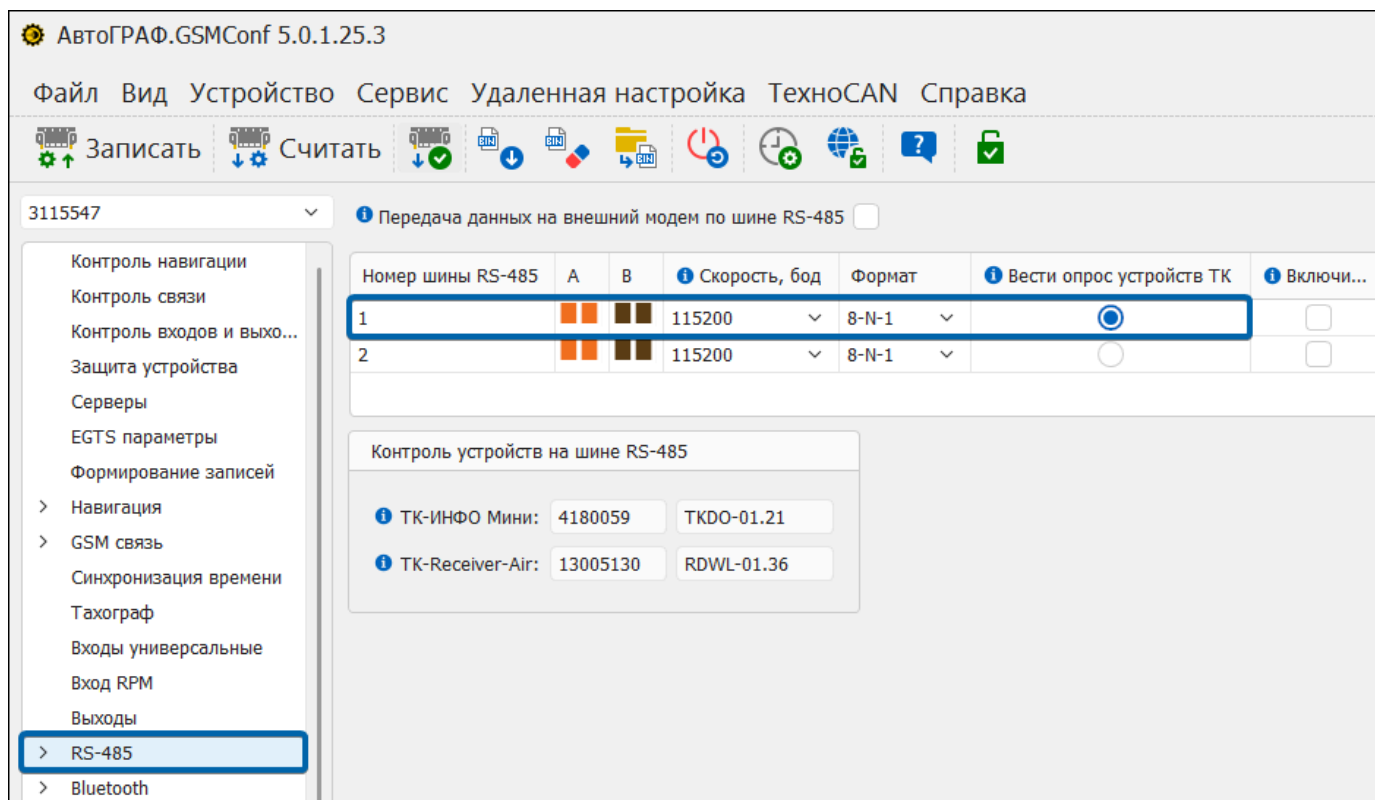 АвтоГРАФ.GSMConf 5.0.1.25.3
Файл Вид Устройство Сервис Удаленная настройка ТехноCAN Справка
Записать Считать BIN BIN BIN ?
3115547
Передача данных на внешний модем по шине RS-485
Контроль навигации
Контроль связи
Контроль входов и выхо...
Защита устройства
Серверы
EGTS параметры
Формирование записей
Навигация
GSM связь
Синхронизация времени
Тахограф
Входы универсальные
Вход RPM
Выходы
RS-485
Bluetooth
Номер шины RS-485 A B Скорость, бод Формат Вести опрос устройств ТК Включи...
1 115200 8-N-1
2 115200 8-N-1
Контроль устройств на шине RS-485
ТК-ИНФО Мини: 4180059 TKDO-01.21
TK-Receiver-Air: 13005130 RDWL-01.36